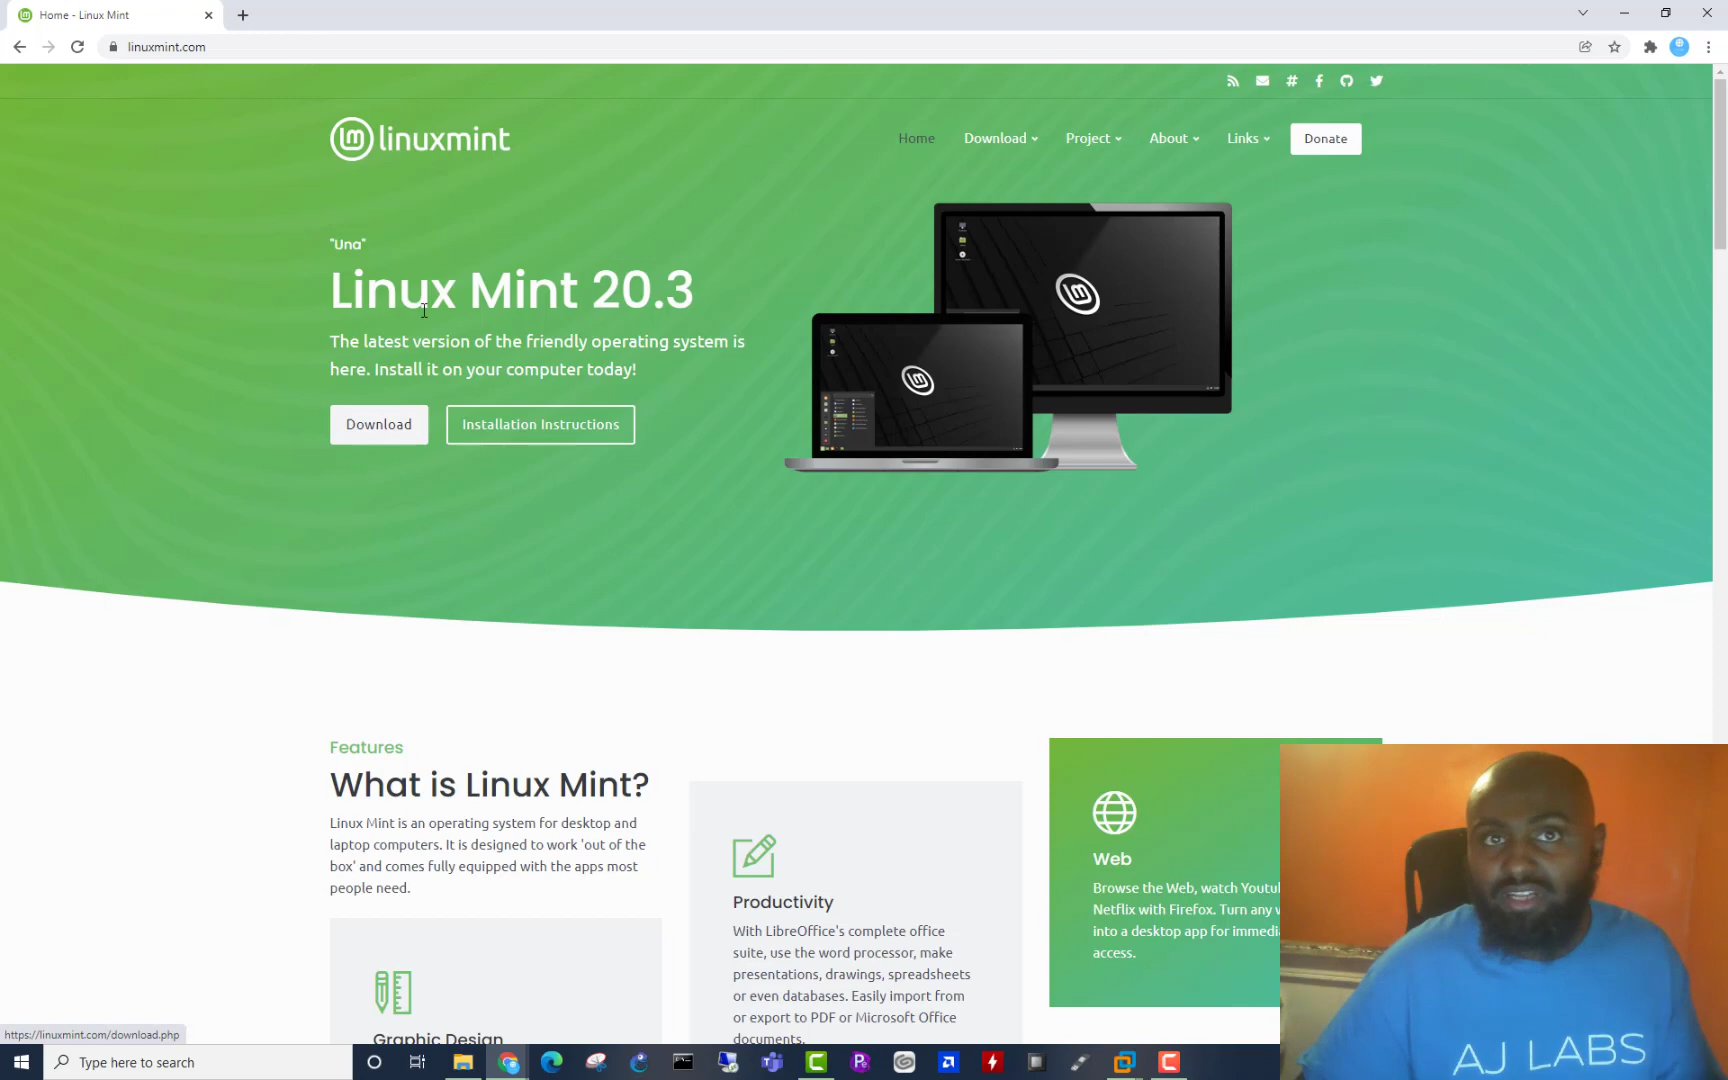 Home - Linux Mint
linuxmint.com
linuxmint
Home
Download
Project
About
Links
Donate
"Una"
Linux Mint 20.3
The latest version of the friendly operating system is
here. Install it on your computer today!
Download
Installation Instructions
Features
What is Linux Mint?
Linux Mint is an operating system for desktop and
laptop computers. It is designed to work 'out of the
box' and comes fully equipped with the apps most
people need.
Graphic Design
Productivity
With LibreOffice's complete office
suite, use the word processor, make
presentations, drawings, spreadsheets
or even databases. Easily import from
or export to PDF or Microsoft Office
documents.
Web
Browse the Web, watch Youtu
Netflix with Firefox. Turn any
into a desktop app for immedi
access.
AJ LABS
https://linuxmint.com/download.php
Type here to search